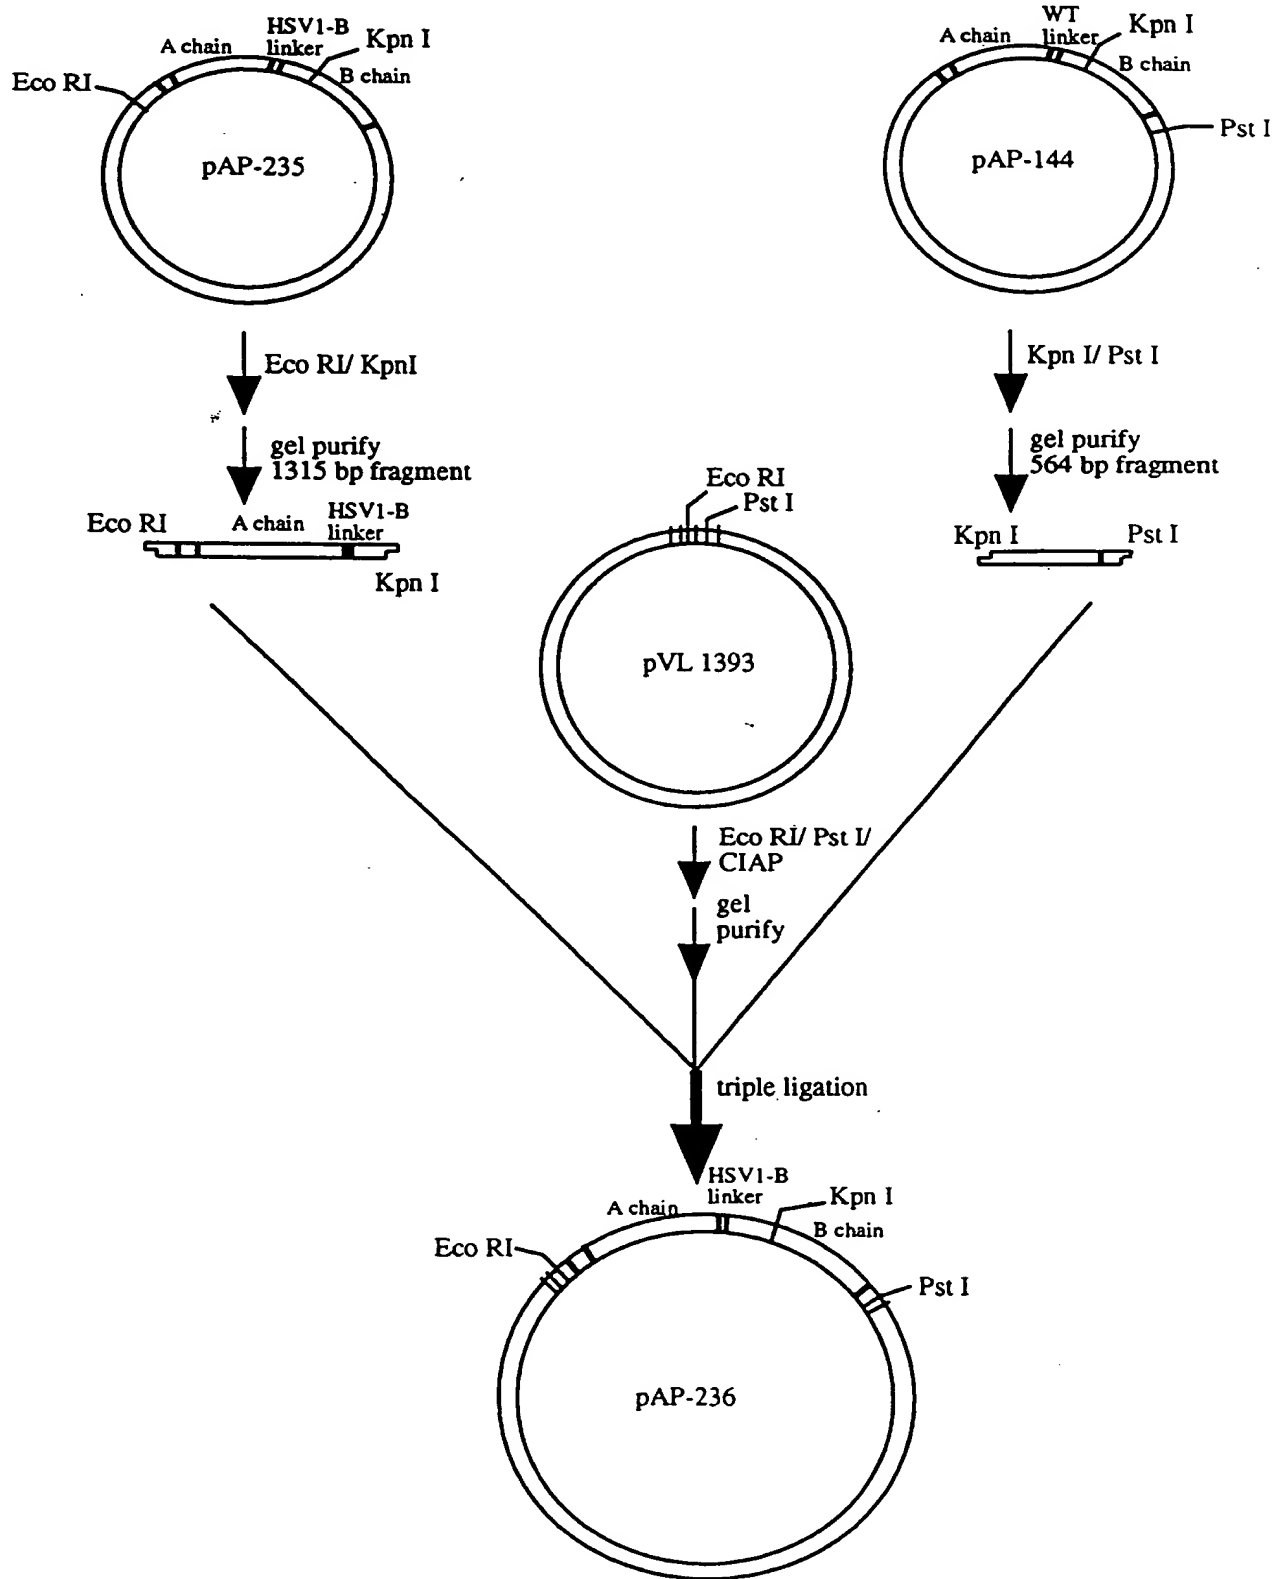 A chain
HSV1-B
linker
Kpn I
B chain
Eco RI
pAP-235
A chain
WT
linker
Kpn I
B chain
Pst I
pAP-144
Eco RI/ KpnI
gel purify
1315 bp fragment
Kpn I/ Pst I
gel purify
564 bp fragment
Eco RI
A chain
HSV1-B
linker
Kpn I
Eco RI
Pst I
pVL 1393
Kpn I
Pst I
Eco RI/ Pst I/
CIAP
gel
purify
triple ligation
Eco RI
A chain
HSV1-B
linker
Kpn I
B chain
Pst I
pAP-236